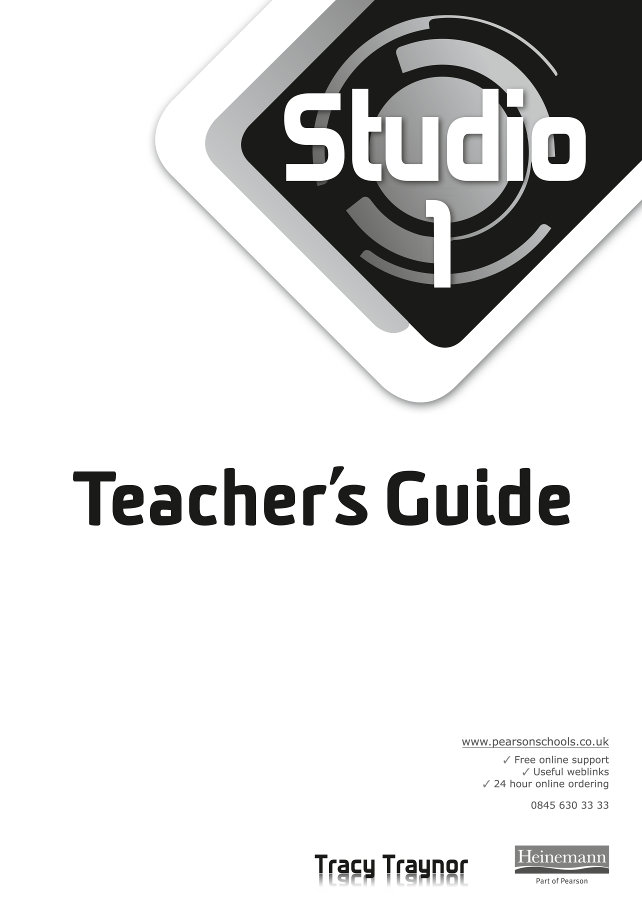 Studio
1
Teacher's Guide
www.pearsonschools.co.uk
✓ Free online support
✓ Useful weblinks
✓ 24 hour online ordering
0845 630 33 33
Tracy Traynor
Heinemann
Part of Pearson